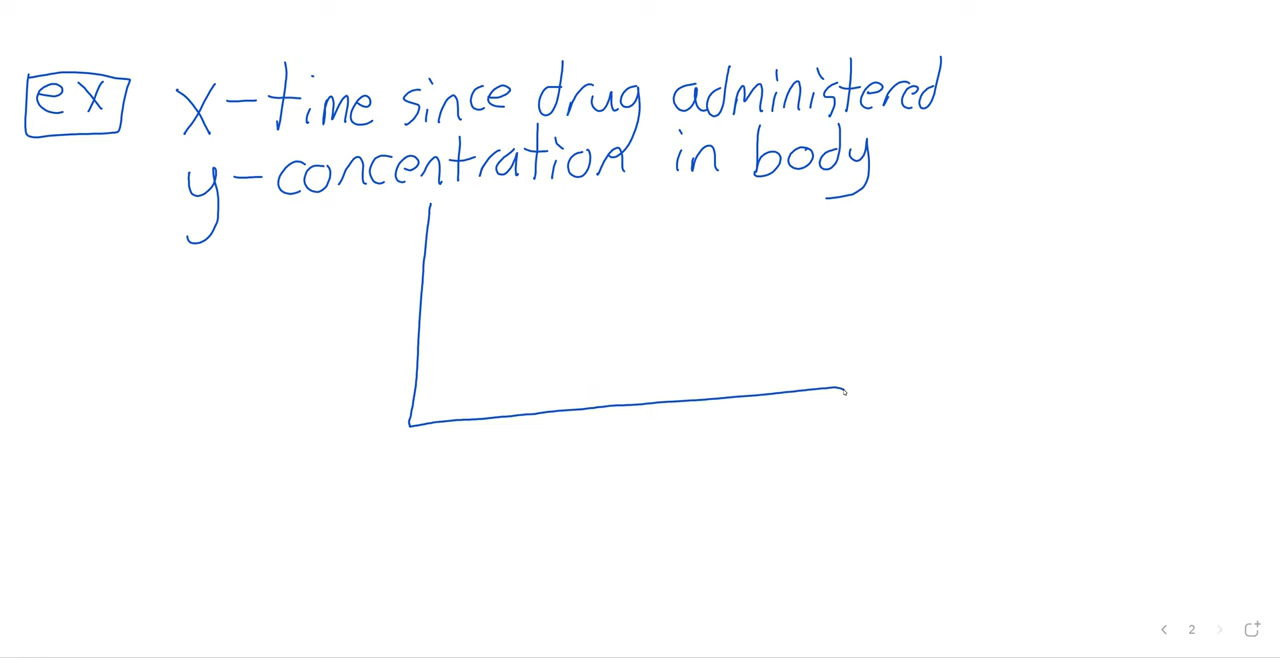 ex x-time since drug administered
y-concentration in body
2